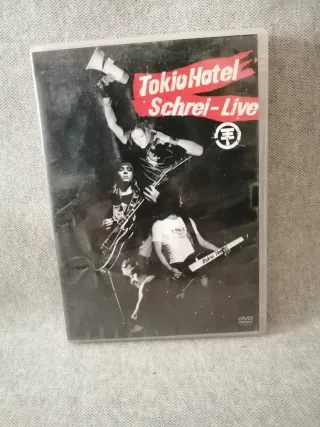 Tokio Hotel
Schrei - Live
DVD